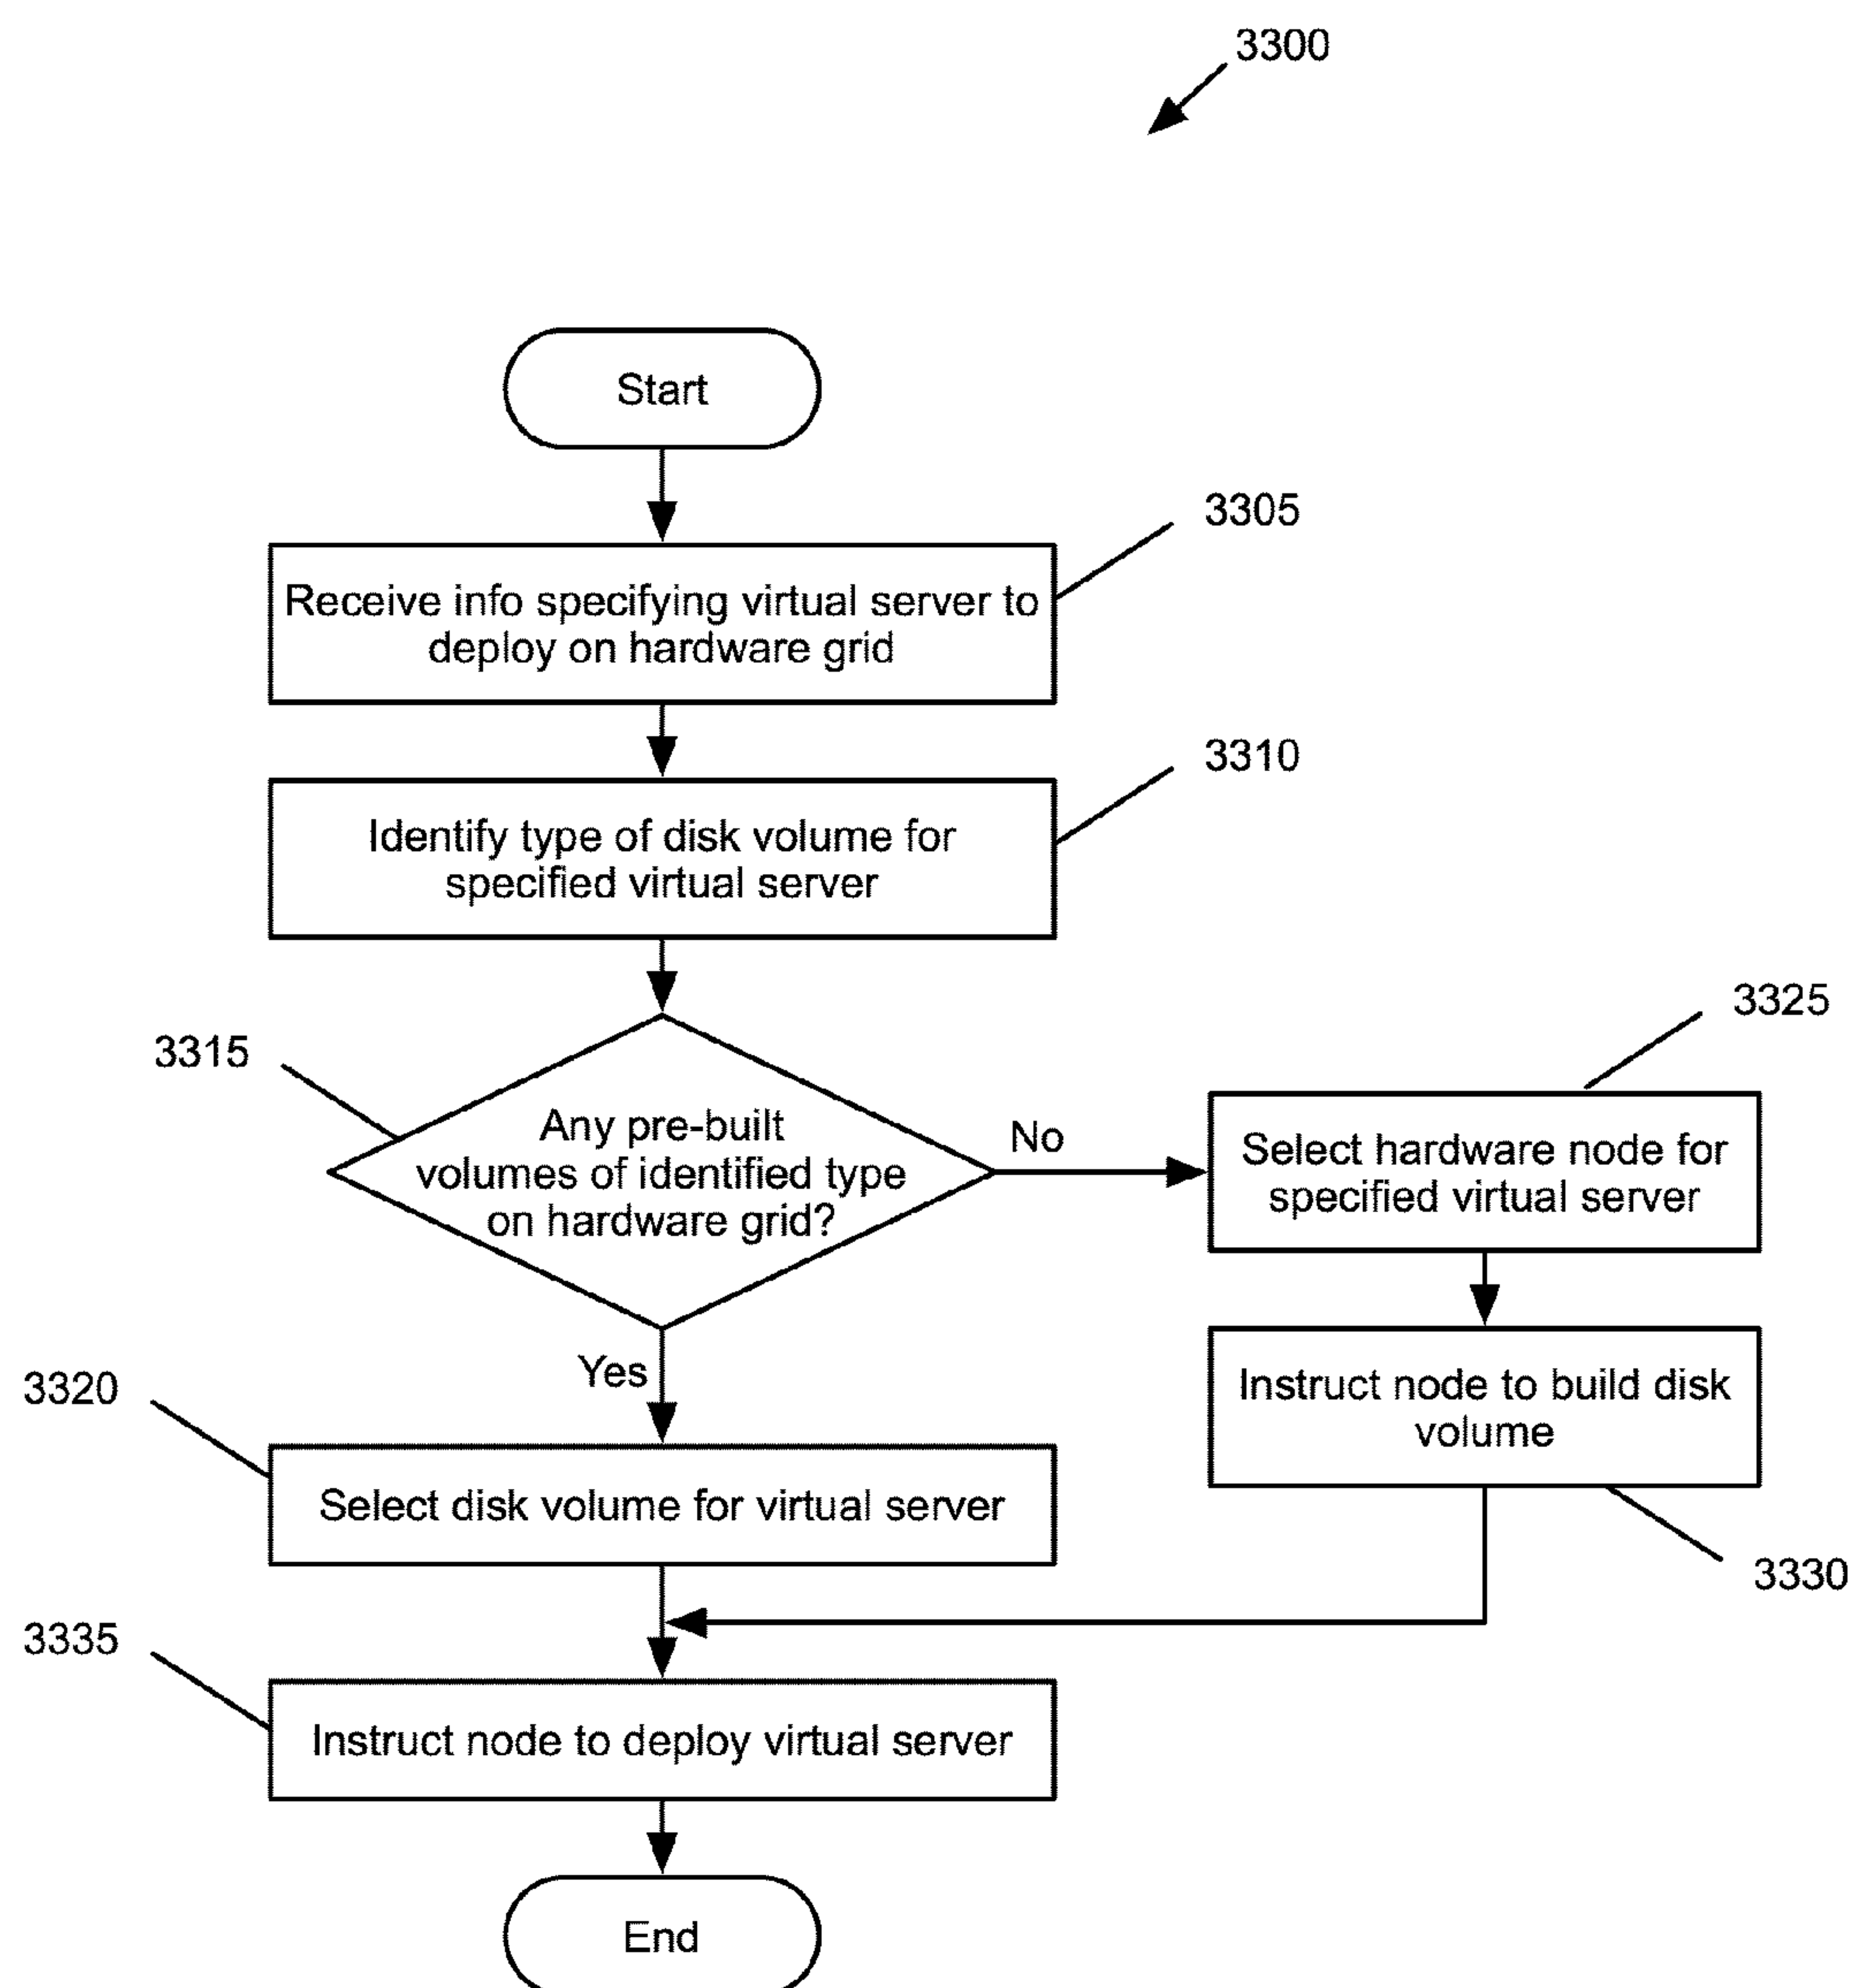 3300
Start
3305
Receive info specifying virtual server to
deploy on hardware grid
3310
Identify type of disk volume for
specified virtual server
3315
Any pre-built
volumes of identified type
on hardware grid?
No
3325
Select hardware node for
specified virtual server
Yes
Instruct node to build disk
volume
3330
3320
Select disk volume for virtual server
3335
Instruct node to deploy virtual server
End